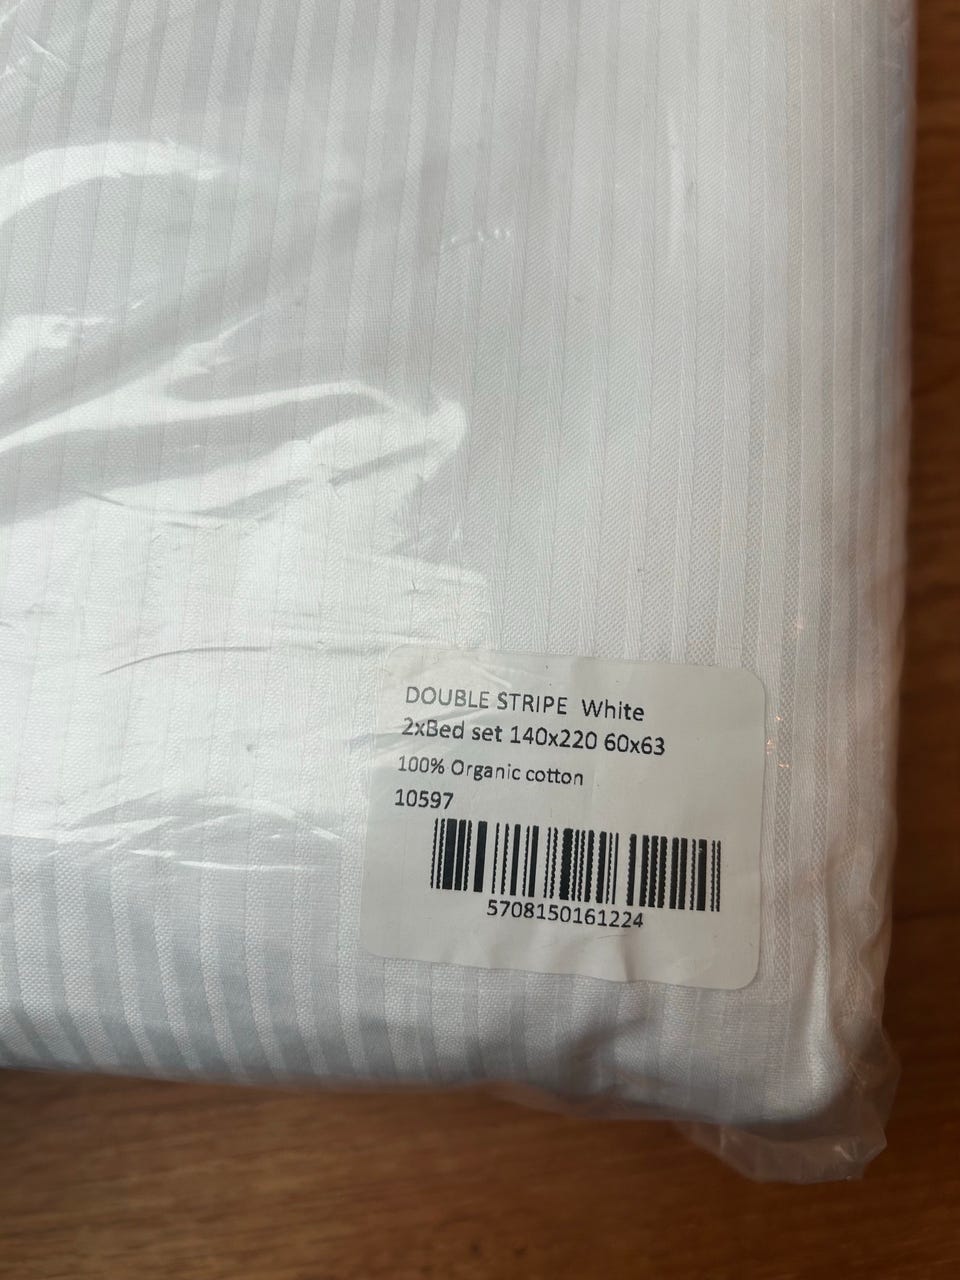 DOUBLE STRIPE White
2xBed set 140x220 60x63
100% Organic cotton
10597
5708150161224